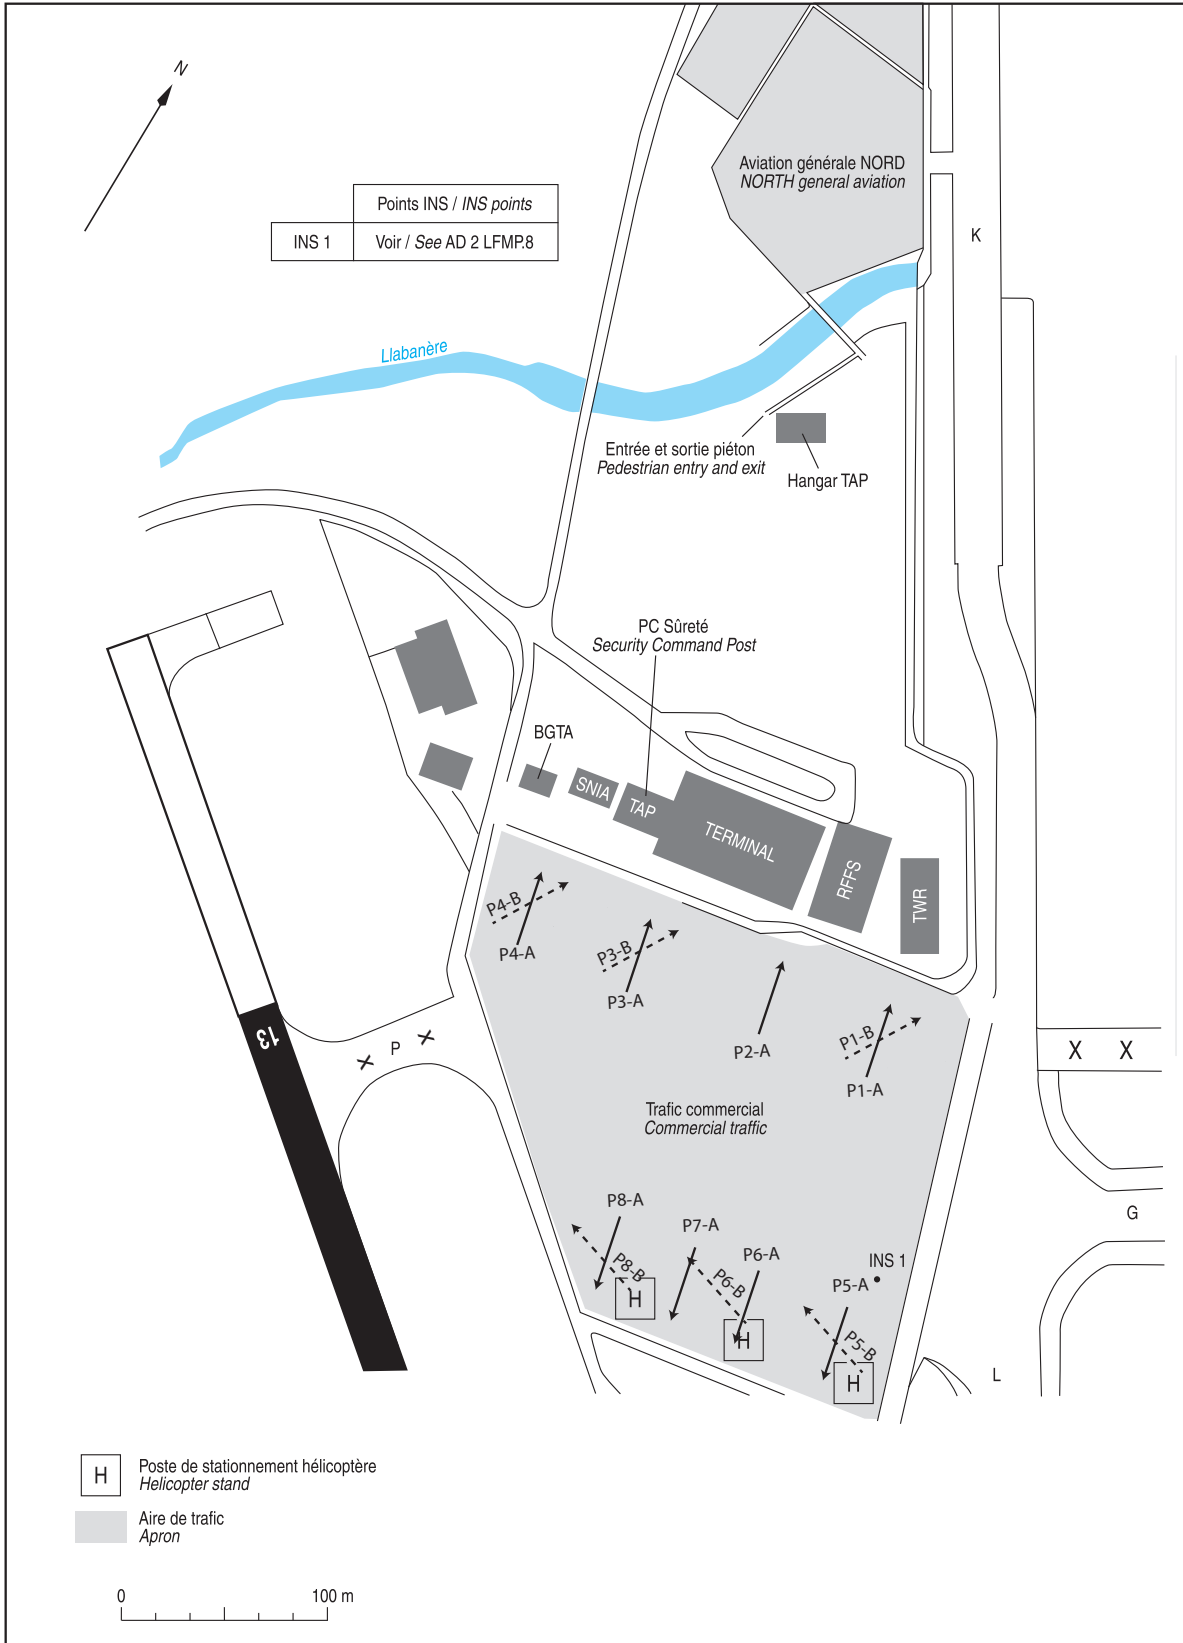 N
Aviation générale NORD
NORTH general aviation
Points INS / INS points
INS 1
Voir / See AD 2 LFMP.8
K
Llabanère
Entrée et sortie piéton
Pedestrian entry and exit
Hangar TAP
PC Sûreté
Security Command Post
BGTA
SNIA
TAP
TERMINAL
RFFS
TWR
P4-B
P4-A
P3-B
P3-A
P2-A
P1-B
P1-A
13
P
X X
X X
Trafic commercial
Commercial traffic
P8-A
P7-A
P6-A
P8-B
P6-B
INS 1
P5-A
P5-B
G
H
H
H
L
H
Poste de stationnement hélicoptère
Helicopter stand
Aire de trafic
Apron
0
100 m